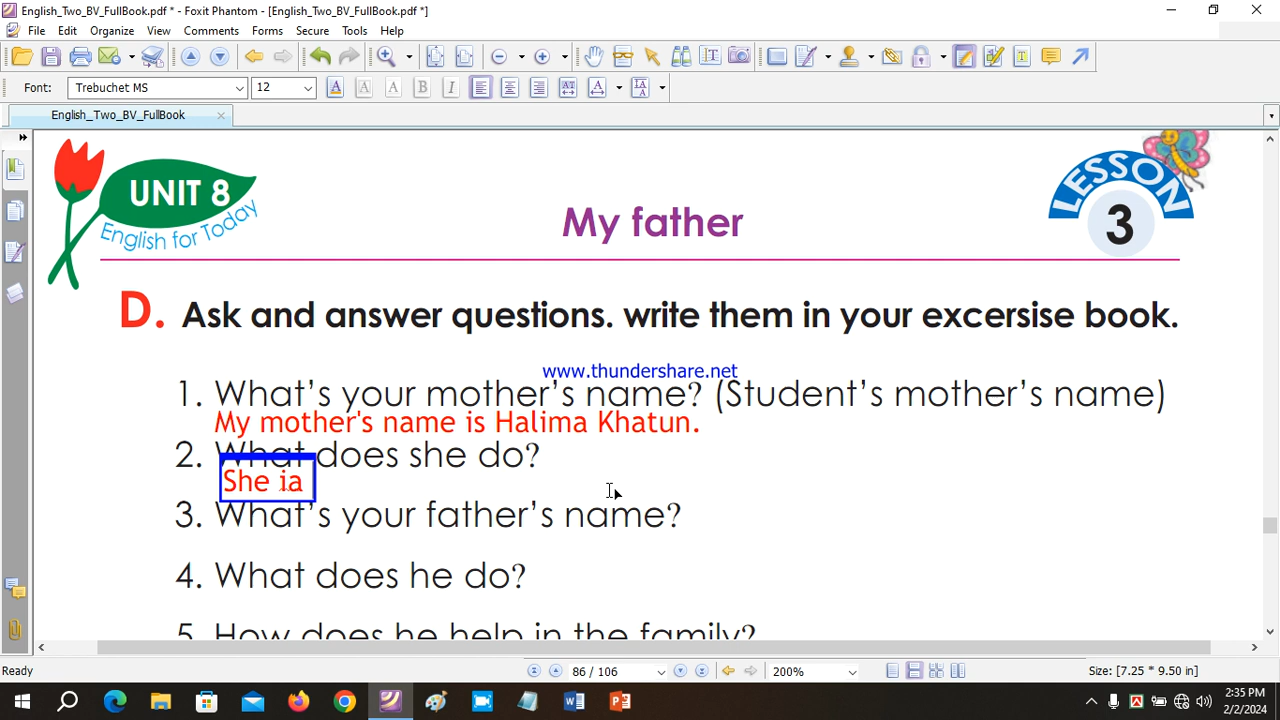 English_Two_BV_FullBook.pdf * - Foxit Phantom - [English_Two_BV_FullBook.pdf *]
File Edit Organize View Comments Forms Secure Tools Help
Font: Trebuchet MS 12
English_Two_BV_FullBook
UNIT 8
English for Today
My father
LESSON
3
D. Ask and answer questions. write them in your excersise book.
www.thundershare.net
1. What's your mother's name? (Student's mother's name)
My mother's name is Halima Khatun.
2. What does she do?
She ia
3. What's your father's name?
4. What does he do?
5. How does he help in the family?
Ready 86 / 106 200% Size: [7.25 * 9.50 in]
2:35 PM
2/2/2024